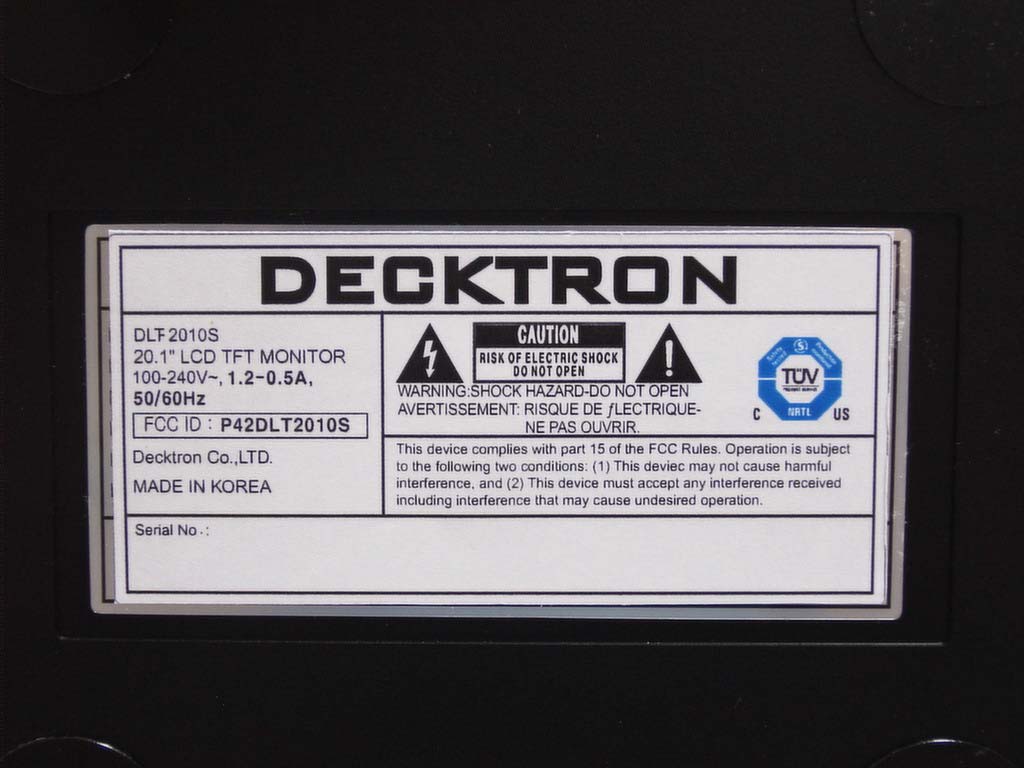 DECKTRON
DLT-2010S
20.1" LCD TFT MONITOR
100-240V~, 1.2-0.5A,
50/60Hz
FCC ID : P42DLT2010S
Decktron Co.,LTD.
MADE IN KOREA
CAUTION
RISK OF ELECTRIC SHOCK
DO NOT OPEN
WARNING:SHOCK HAZARD-DO NOT OPEN
AVERTISSEMENT: RISQUE DE ƒLECTRIQUE-
NE PAS OUVRIR.
TÜV
NRTL
C US
This device complies with part 15 of the FCC Rules. Operation is subject
to the following two conditions: (1) This deviec may not cause harmful
interference, and (2) This device must accept any interference received
including interference that may cause undesired operation.
Serial No.: